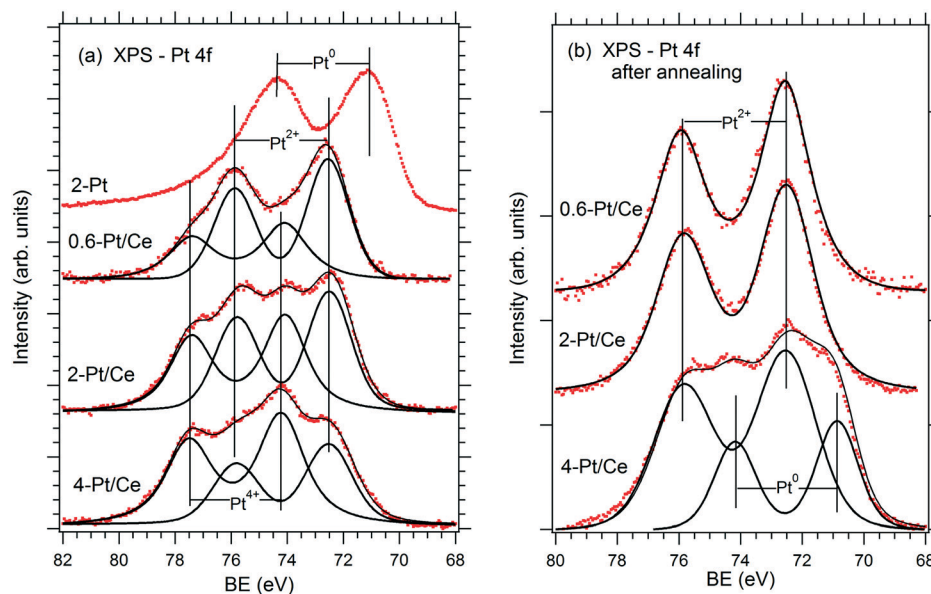 (a) XPS - Pt 4f
Pt0
Pt2+
2-Pt
0.6-Pt/Ce
2-Pt/Ce
4-Pt/Ce
Pt4+
Intensity (arb. units)
82 80 78 76 74 72 70 68
BE (eV)
(b) XPS - Pt 4f
after annealing
Pt2+
0.6-Pt/Ce
2-Pt/Ce
4-Pt/Ce
Pt0
Intensity (arb. units)
80 78 76 74 72 70 68
BE (eV)